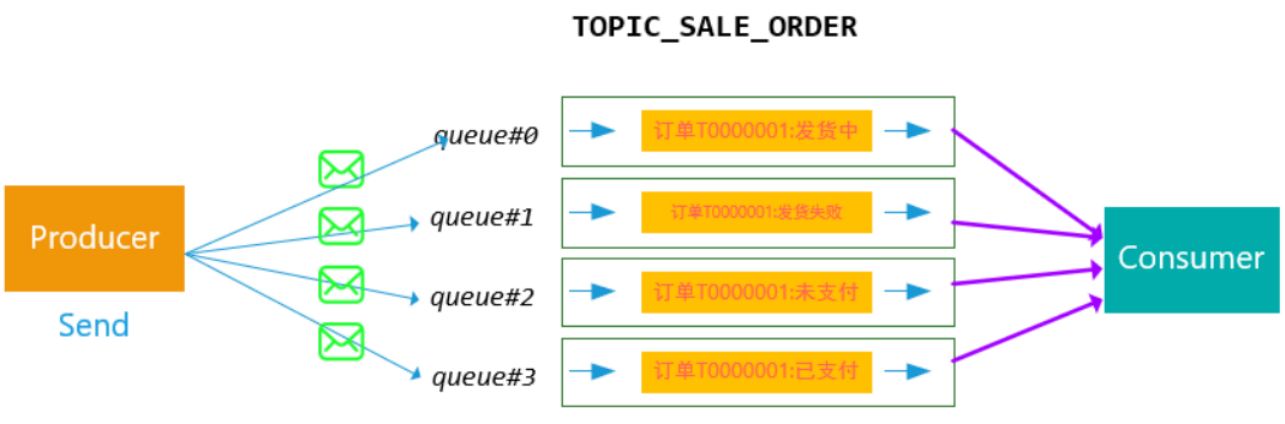 TOPIC_SALE_ORDER
queue#0
订单T0000001:发货中
queue#1
订单T0000001:发货失败
Producer
Consumer
queue#2
订单T0000001:未支付
Send
queue#3
订单T0000001:已支付